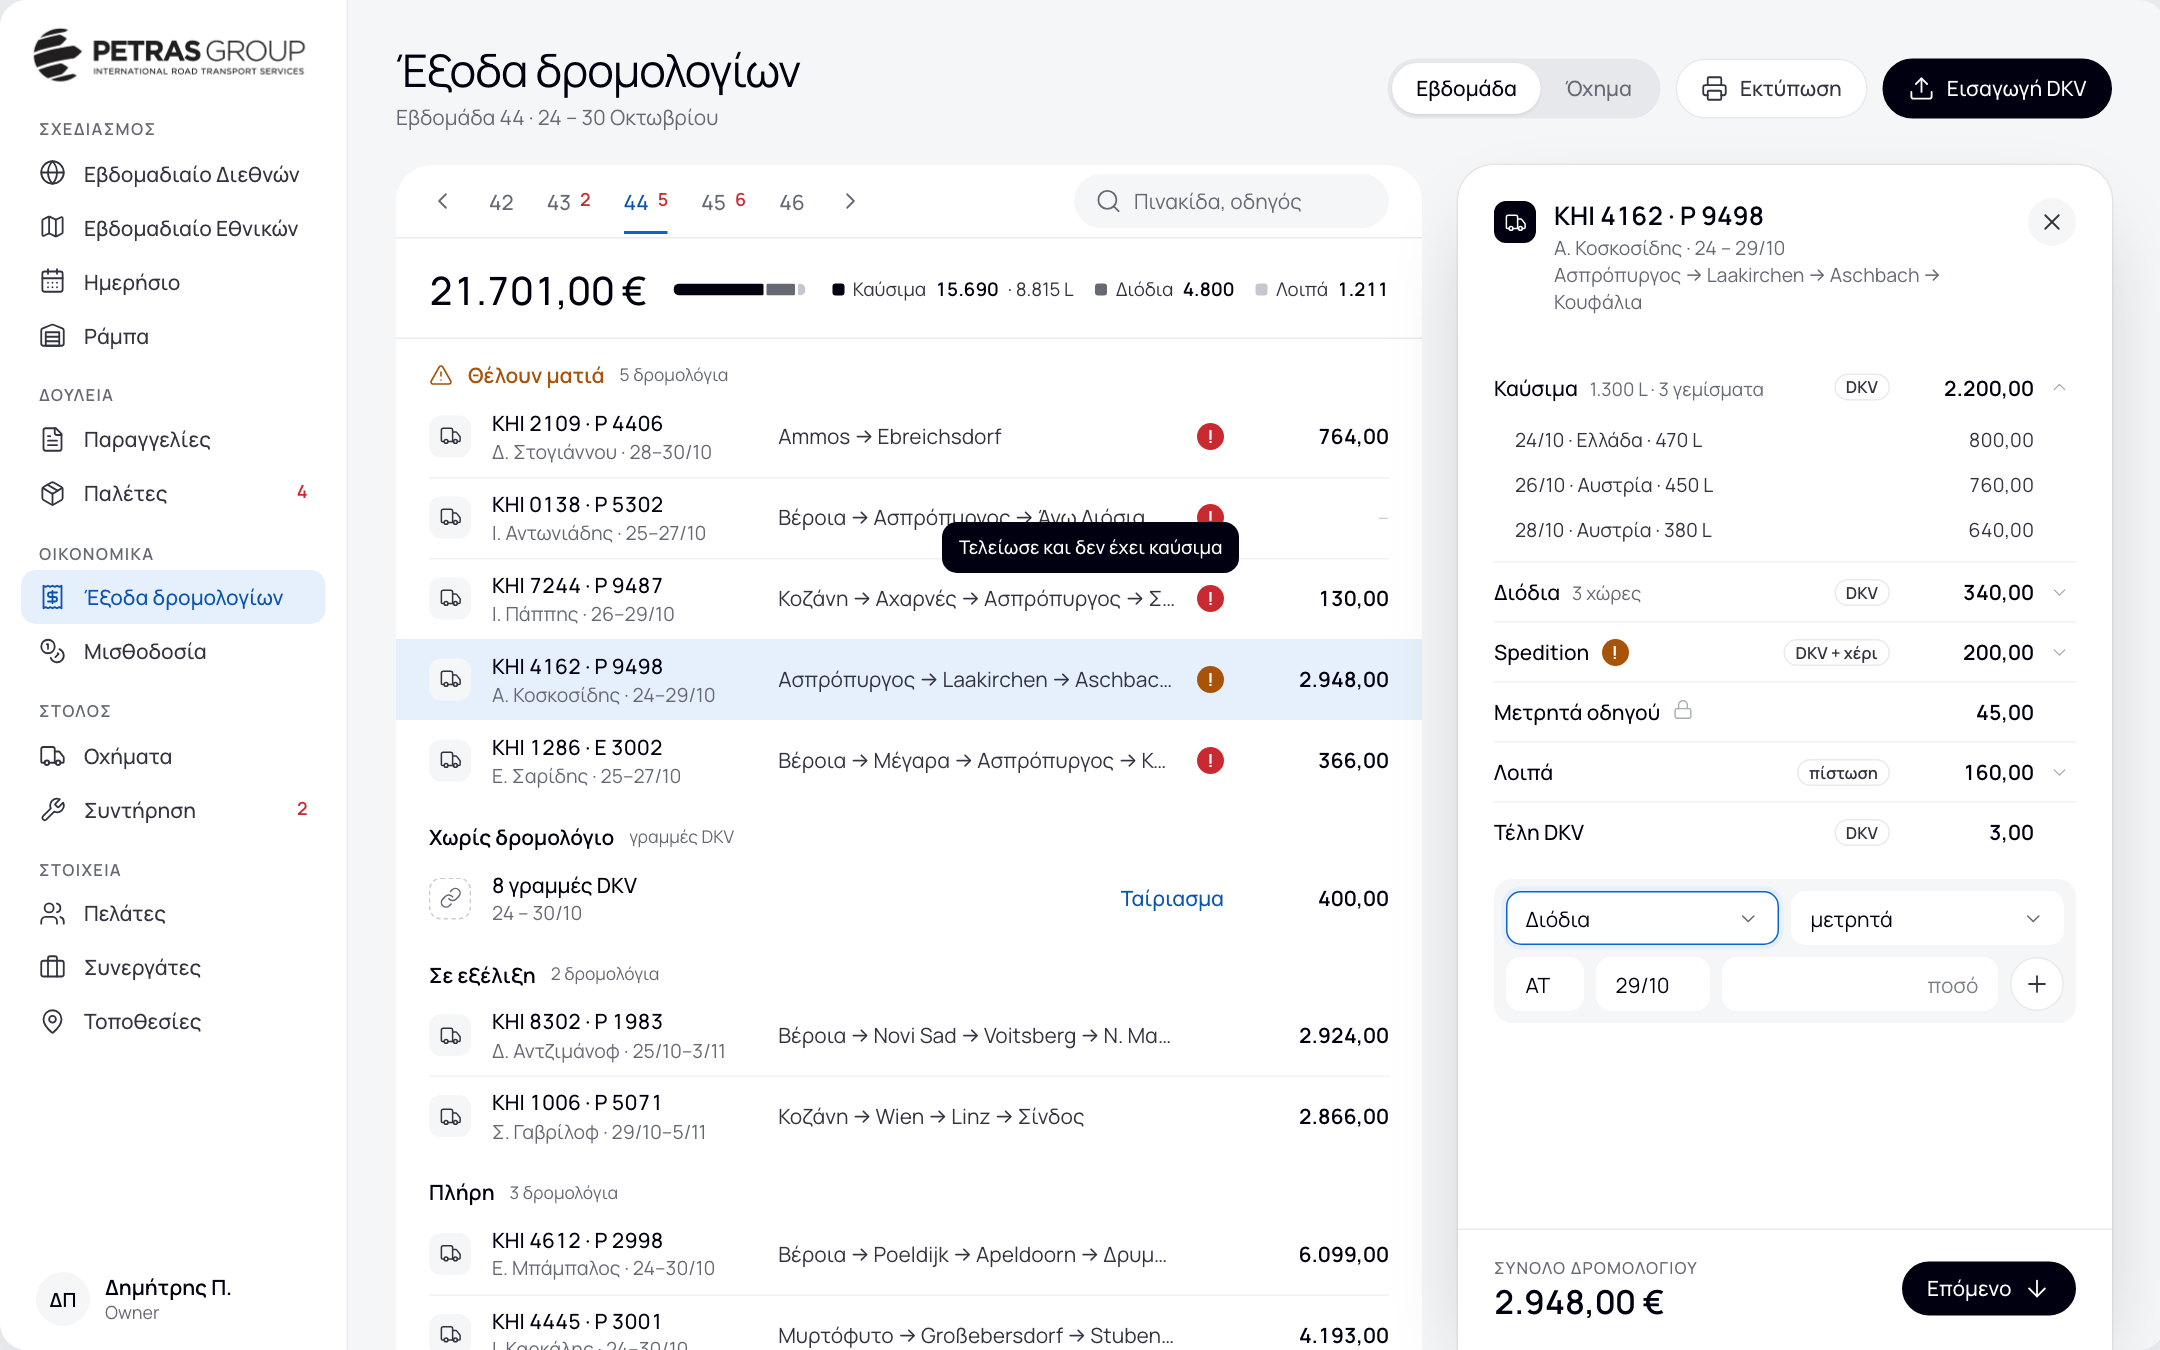 PETRAS GROUP
INTERNATIONAL ROAD TRANSPORT SERVICES
ΣΧΕΔΙΑΣΜΟΣ
Εβδομαδιαίο Διεθνών
Εβδομαδιαίο Εθνικών
Ημερήσιο
Ράμπα
ΔΟΥΛΕΙΑ
Παραγγελίες
Παλέτες 4
ΟΙΚΟΝΟΜΙΚΑ
Έξοδα δρομολογίων
Μισθοδοσία
ΣΤΟΛΟΣ
Οχήματα
Συντήρηση 2
ΣΤΟΙΧΕΙΑ
Πελάτες
Συνεργάτες
Τοποθεσίες
ΔΠ
Δημήτρης Π.
Owner
Έξοδα δρομολογίων
Εβδομάδα 44 · 24 – 30 Οκτωβρίου
Εβδομάδα Όχημα Εκτύπωση Εισαγωγή DKV
42 43 2 44 5 45 6 46 Πινακίδα, οδηγός
21.701,00 € Καύσιμα 15.690 · 8.815 L Διόδια 4.800 Λοιπά 1.211
Θέλουν ματιά 5 δρομολόγια
KHI 2109 · P 4406
Δ. Στογιάννου · 28–30/10
Ammos → Ebreichsdorf ! 764,00
KHI 0138 · P 5302
Ι. Αντωνιάδης · 25–27/10
Βέροια → Ασπρόπυργος → Άνω Λιόσια ! –
Τελείωσε και δεν έχει καύσιμα
KHI 7244 · P 9487
Ι. Πάππης · 26–29/10
Κοζάνη → Αχαρνές → Ασπρόπυργος → Σ... ! 130,00
KHI 4162 · P 9498
Α. Κοσκοσίδης · 24–29/10
Ασπρόπυργος → Laakirchen → Aschbac... ! 2.948,00
KHI 1286 · E 3002
Ε. Σαρίδης · 25–27/10
Βέροια → Μέγαρα → Ασπρόπυργος → Κ... ! 366,00
Χωρίς δρομολόγιο γραμμές DKV
8 γραμμές DKV
24 – 30/10
Ταίριασμα 400,00
Σε εξέλιξη 2 δρομολόγια
KHI 8302 · P 1983
Δ. Αντζιμάνοφ · 25/10–3/11
Βέροια → Novi Sad → Voitsberg → N. Ma... 2.924,00
KHI 1006 · P 5071
Σ. Γαβρίλοφ · 29/10–5/11
Κοζάνη → Wien → Linz → Σίνδος 2.866,00
Πλήρη 3 δρομολόγια
KHI 4612 · P 2998
Ε. Μπάμπαλος · 24–30/10
Βέροια → Poeldijk → Apeldoorn → Δρυμ... 6.099,00
KHI 4445 · P 3001
Ι. Καρκάλης · 24–30/10
Μυρτόφυτο → Großebersdorf → Stuben... 4.193,00
KHI 4162 · P 9498
Α. Κοσκοσίδης · 24 – 29/10
Ασπρόπυργος → Laakirchen → Aschbach →
Κουφάλια
Καύσιμα 1.300 L · 3 γεμίσματα DKV 2.200,00
24/10 · Ελλάδα · 470 L 800,00
26/10 · Αυστρία · 450 L 760,00
28/10 · Αυστρία · 380 L 640,00
Διόδια 3 χώρες DKV 340,00
Spedition ! DKV + χέρι 200,00
Μετρητά οδηγού 45,00
Λοιπά πίστωση 160,00
Τέλη DKV DKV 3,00
Διόδια μετρητά
AT 29/10 ποσό
ΣΥΝΟΛΟ ΔΡΟΜΟΛΟΓΙΟΥ
2.948,00 €
Επόμενο